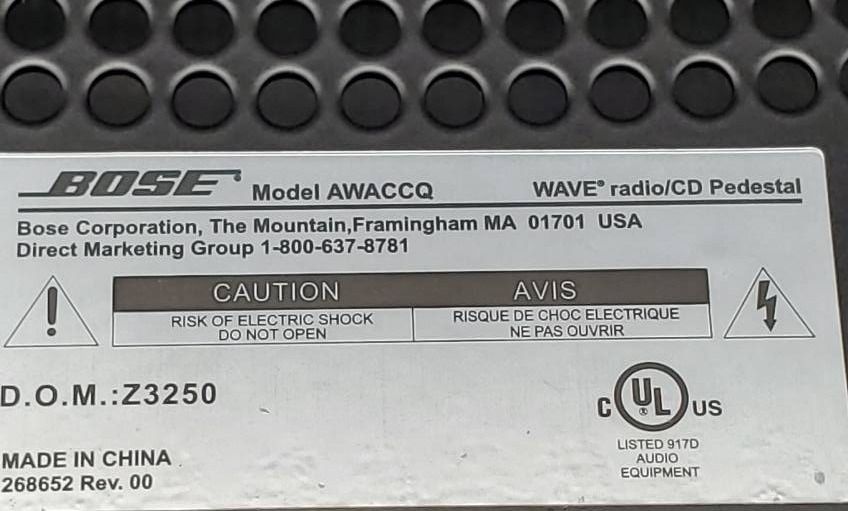 BOSE® Model AWACCQ WAVE® radio/CD Pedestal
Bose Corporation, The Mountain,Framingham MA 01701 USA
Direct Marketing Group 1-800-637-8781
CAUTION AVIS
RISK OF ELECTRIC SHOCK
DO NOT OPEN
RISQUE DE CHOC ELECTRIQUE
NE PAS OUVRIR
D.O.M.:Z3250
C UL® US
LISTED 917D
AUDIO
EQUIPMENT
MADE IN CHINA
268652 Rev. 00